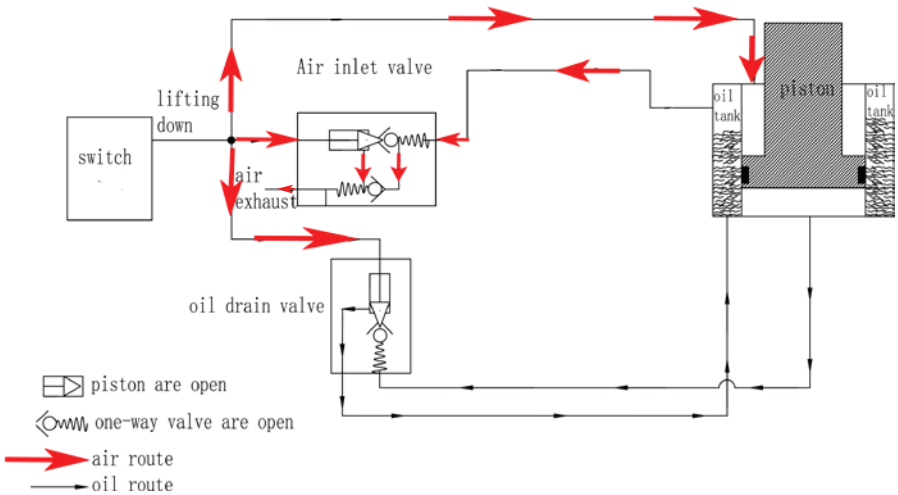 Air inlet valve
lifting
down
switch
air
exhaust
oil
tank
piston
oil
tank
oil drain valve
piston are open
one-way valve are open
air route
oil route